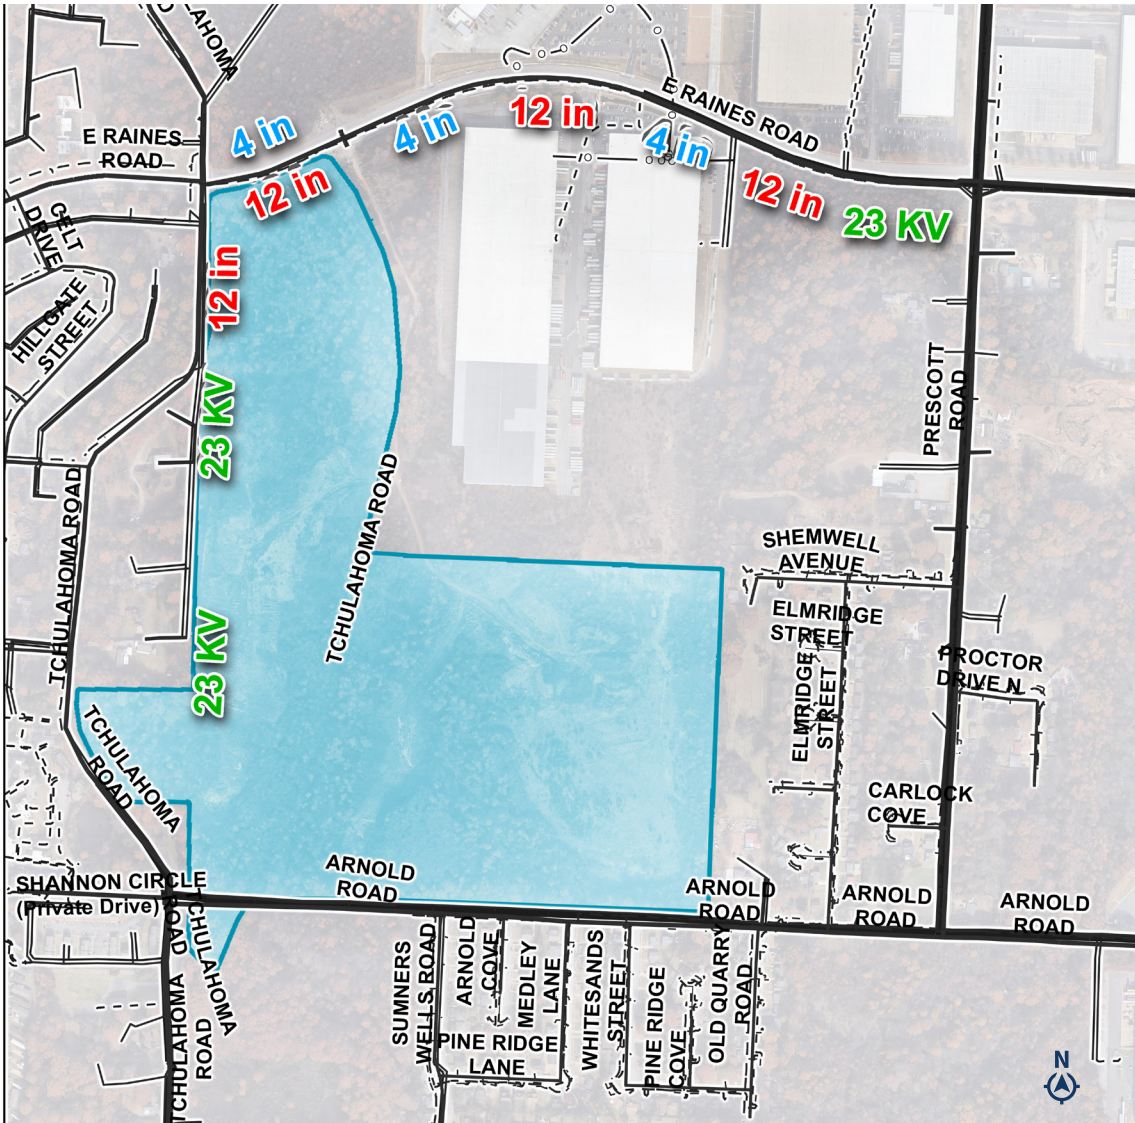 TCHULAHOMA
E RAINES
ROAD
4 in
4 in
12 in
E RAINES ROAD
4 in
12 in
12 in
23 KV
CELT
DRIVE
12 in
HILLGATE
STREET
PRESCOTT
ROAD
23 KV
TCHULAHOMA ROAD
TCHULAHOMA ROAD
SHEMWELL
AVENUE
ELMRIDGE
STREET
ELMRIDGE
STREET
PROCTOR
DRIVE N
23 KV
TCHULAHOMA
ROAD
CARLOCK
COVE
ARNOLD
ROAD
SHANNON CIRCLE
(Private Drive)
ARNOLD
ROAD
ARNOLD
ROAD
ARNOLD
ROAD
TCHULAHOMA
ROAD
TCHULAHOMA
ROAD
SUMNERS
WELLS ROAD
ARNOLD
COVE
MEDLEY
LANE
WHITESANDS
STREET
PINE RIDGE
COVE
OLD QUARRY
ROAD
PINE RIDGE
LANE
N